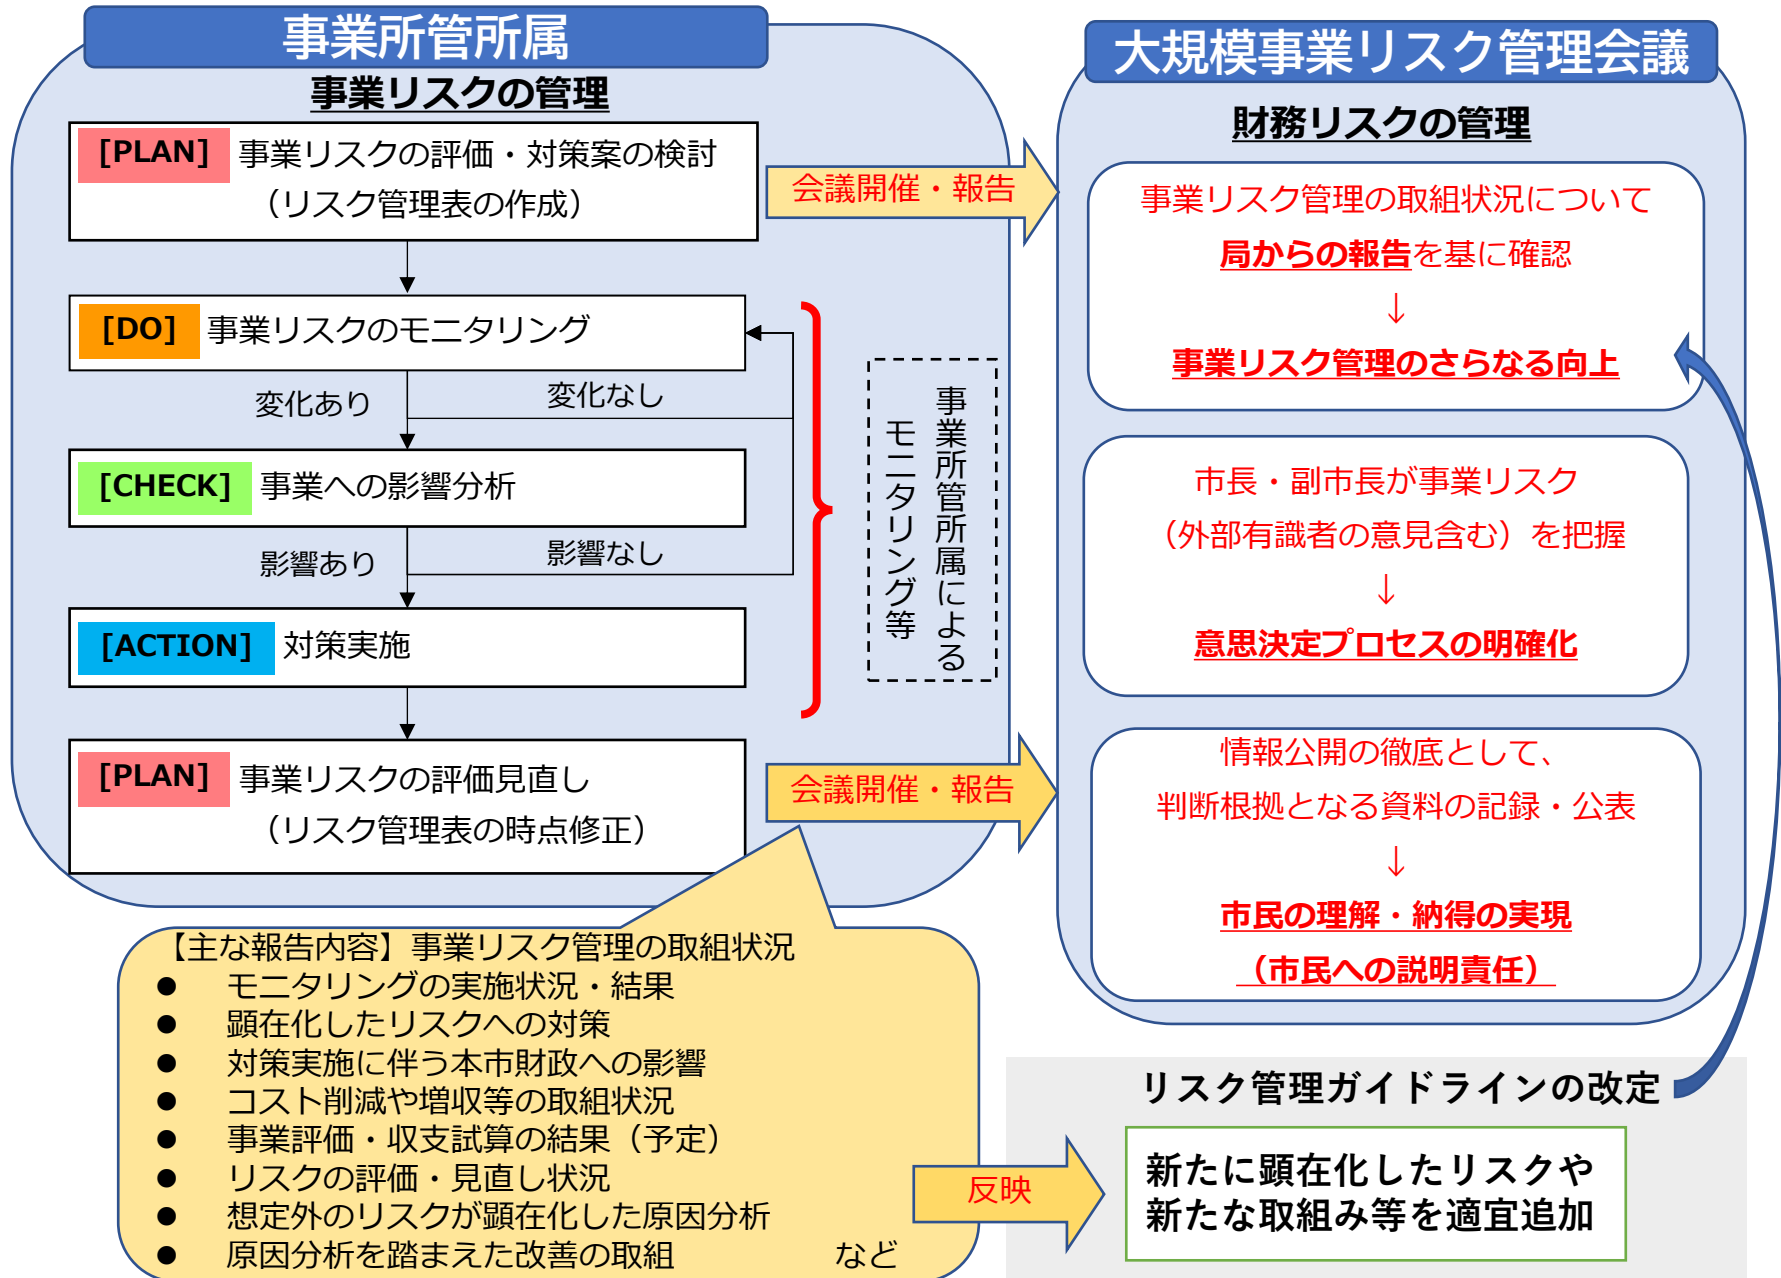 事業所管所属
事業リスクの管理
[PLAN] 事業リスクの評価・対策案の検討
（リスク管理表の作成）
[DO] 事業リスクのモニタリング
変化あり
変化なし
[CHECK] 事業への影響分析
影響あり
影響なし
[ACTION] 対策実施
[PLAN] 事業リスクの評価見直し
（リスク管理表の時点修正）
事業所管所属による
モニタリング等
会議開催・報告
会議開催・報告
大規模事業リスク管理会議
財務リスクの管理
事業リスク管理の取組状況について
局からの報告を基に確認
↓
事業リスク管理のさらなる向上
市長・副市長が事業リスク
（外部有識者の意見含む）を把握
↓
意思決定プロセスの明確化
情報公開の徹底として、
判断根拠となる資料の記録・公表
↓
市民の理解・納得の実現
（市民への説明責任）
【主な報告内容】事業リスク管理の取組状況
● モニタリングの実施状況・結果
● 顕在化したリスクへの対策
● 対策実施に伴う本市財政への影響
● コスト削減や増収等の取組状況
● 事業評価・収支試算の結果（予定）
● リスクの評価・見直し状況
● 想定外のリスクが顕在化した原因分析
● 原因分析を踏まえた改善の取組 など
反映
リスク管理ガイドラインの改定
新たに顕在化したリスクや
新たな取組み等を適宜追加